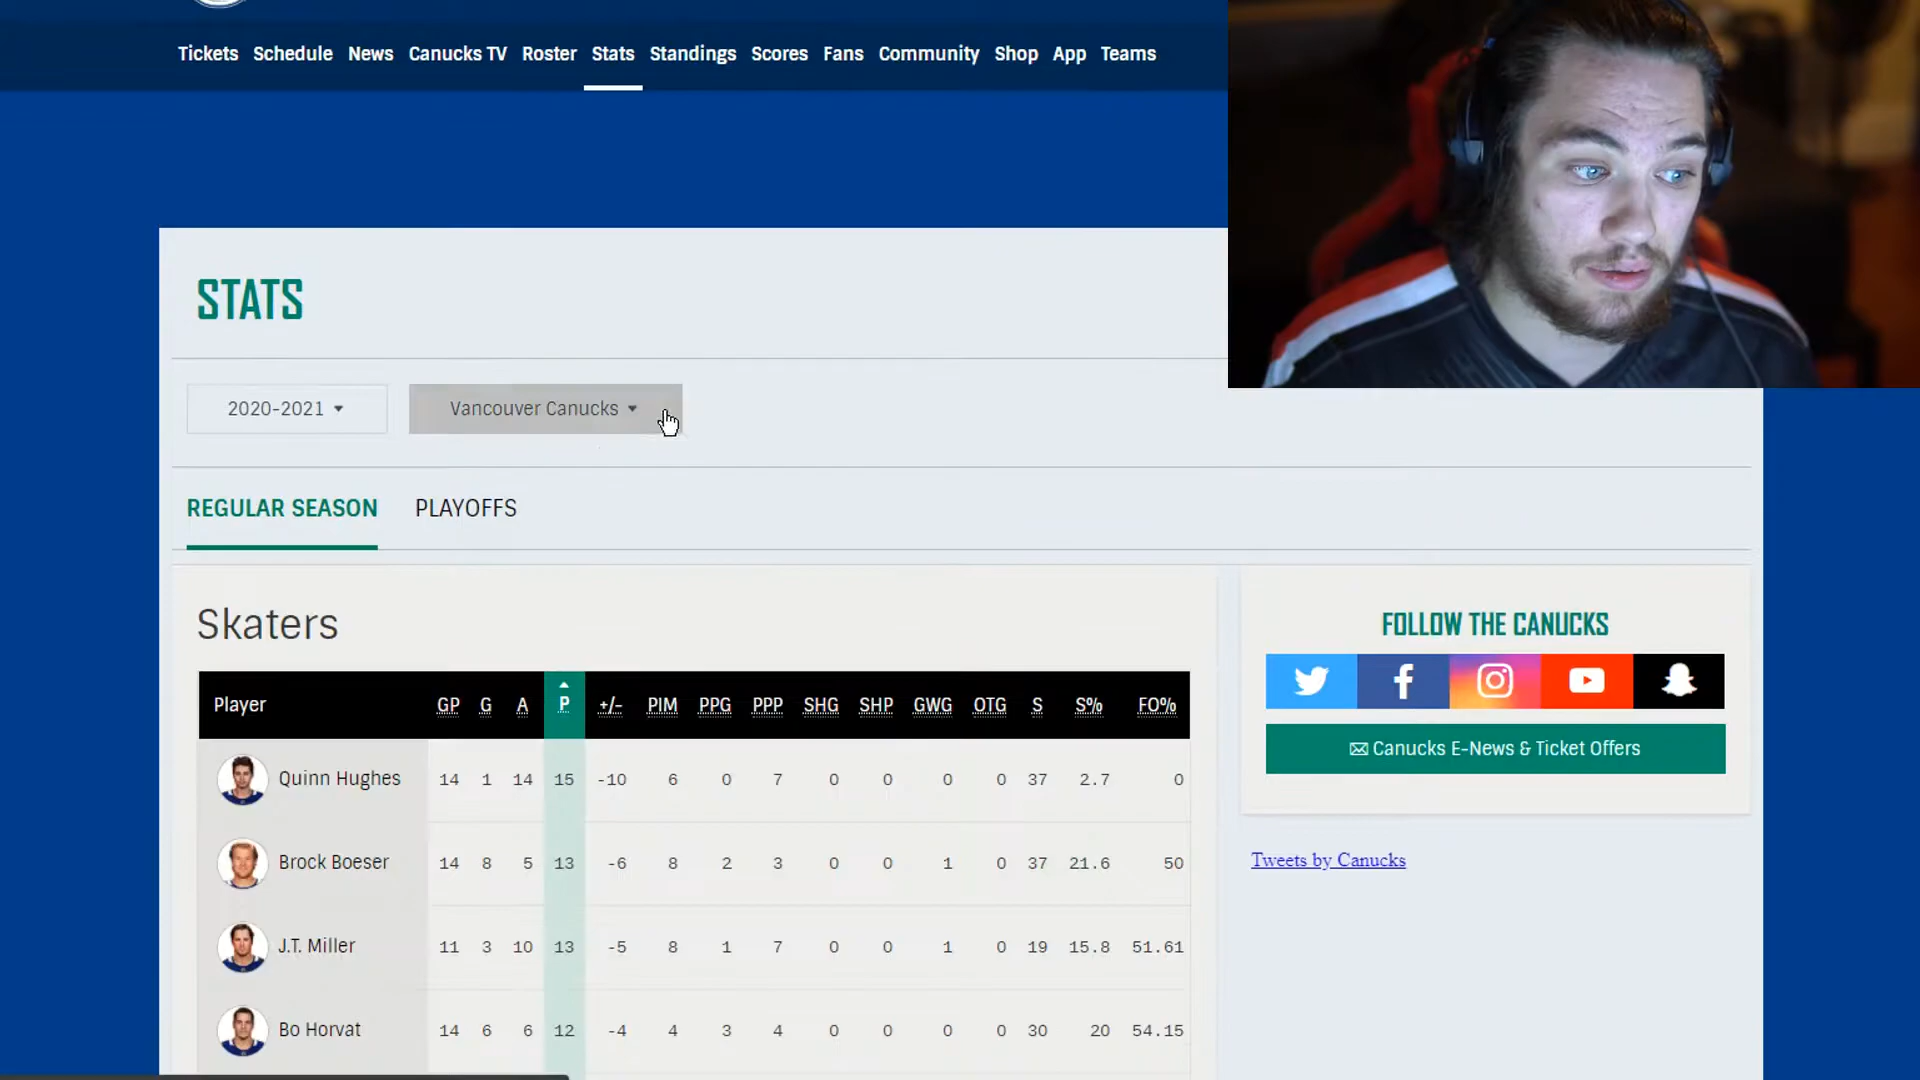 Tickets Schedule News Canucks TV Roster Stats Standings Scores Fans Community Shop App Teams
STATS
2020-2021 Vancouver Canucks
REGULAR SEASON PLAYOFFS
Skaters
Player GP G A P +/- PIM PPG PPP SHG SHP GWG OTG S S% FO%
Quinn Hughes 14 1 14 15 -10 6 0 7 0 0 0 0 37 2.7 0
Brock Boeser 14 8 5 13 -6 8 2 3 0 0 1 0 37 21.6 50
J.T. Miller 11 3 10 13 -5 8 1 7 0 0 1 0 19 15.8 51.61
Bo Horvat 14 6 6 12 -4 4 3 4 0 0 0 0 30 20 54.15
FOLLOW THE CANUCKS
Canucks E-News & Ticket Offers
Tweets by Canucks